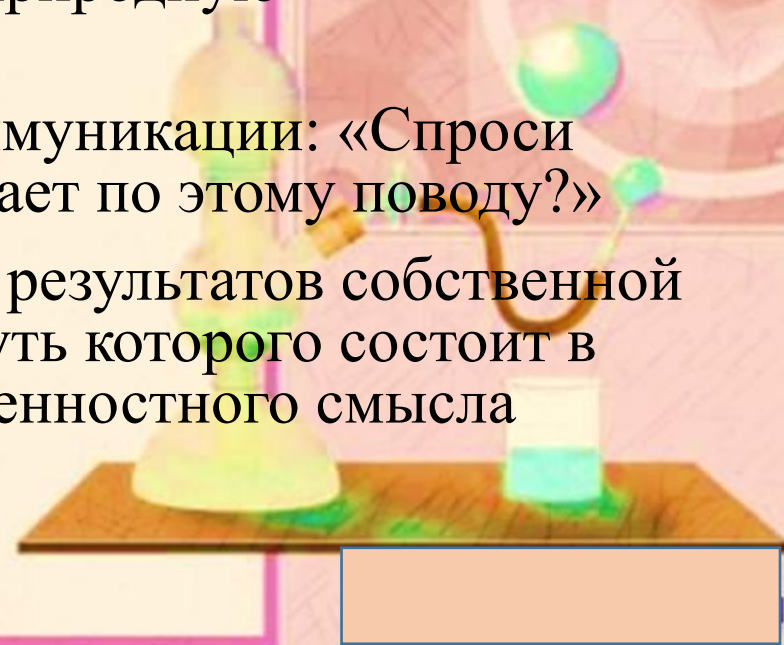 муникации: «Спроси
ает по этому поводу?»
результатов собственной
уть которого состоит в
енностного смысла